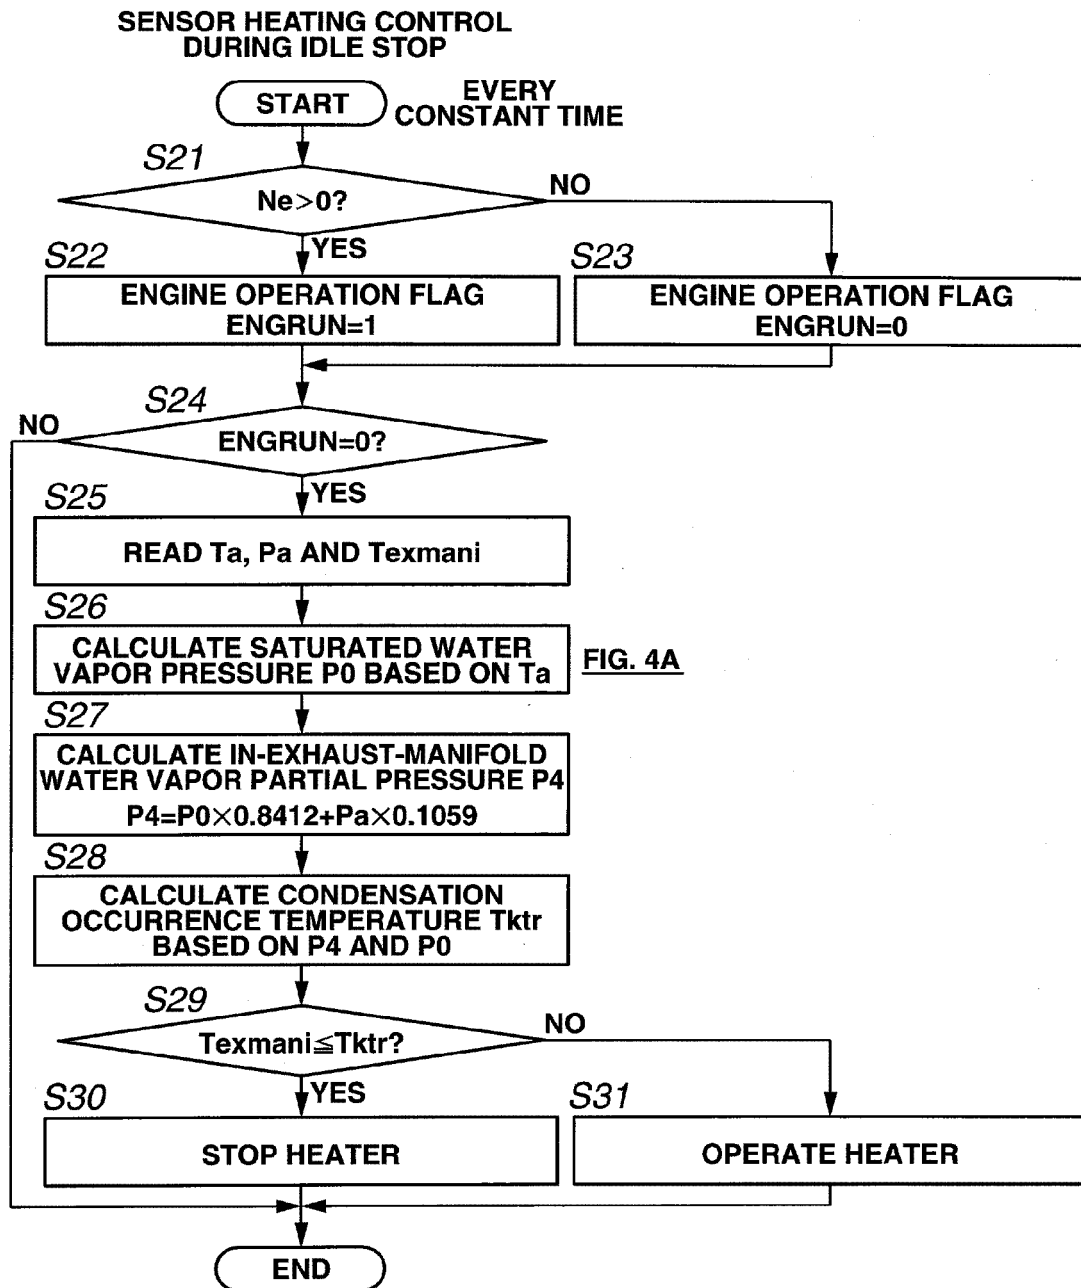 SENSOR HEATING CONTROL
DURING IDLE STOP
START
EVERY
CONSTANT TIME
S21
Ne>0?
NO
YES
S22
ENGINE OPERATION FLAG
ENGRUN=1
S23
ENGINE OPERATION FLAG
ENGRUN=0
S24
NO
ENGRUN=0?
YES
S25
READ Ta, Pa AND Texmani
S26
CALCULATE SATURATED WATER
VAPOR PRESSURE P0 BASED ON Ta
FIG. 4A
S27
CALCULATE IN-EXHAUST-MANIFOLD
WATER VAPOR PARTIAL PRESSURE P4
P4=P0×0.8412+Pa×0.1059
S28
CALCULATE CONDENSATION
OCCURRENCE TEMPERATURE Tktr
BASED ON P4 AND P0
S29
Texmani≦Tktr?
NO
YES
S30
STOP HEATER
S31
OPERATE HEATER
END